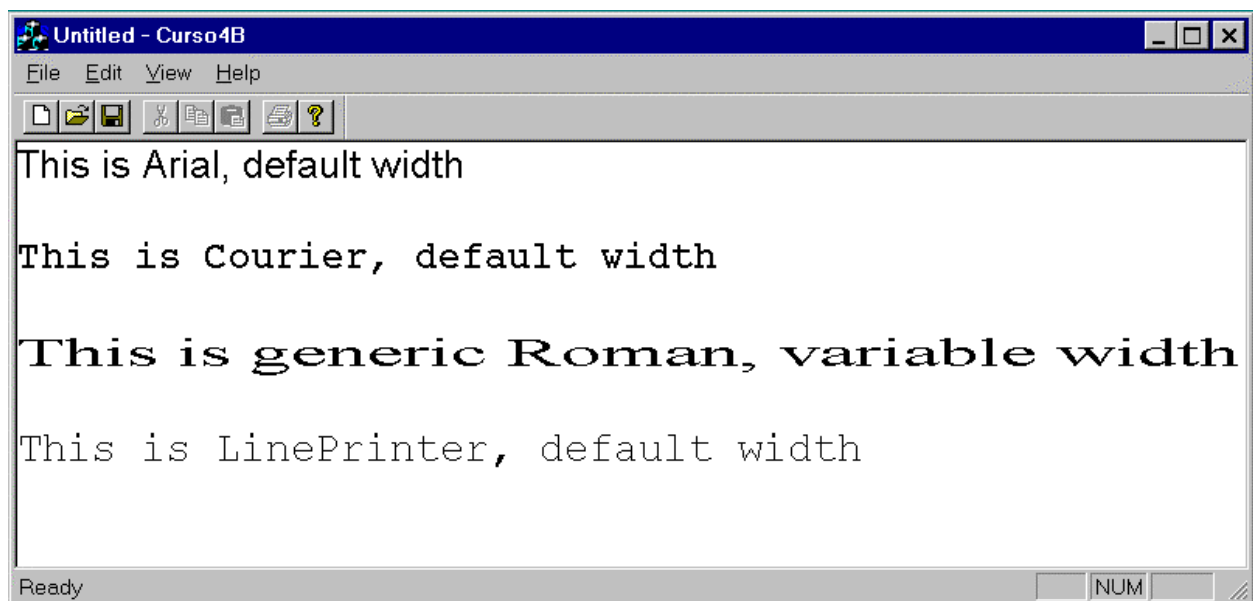 Untitled - Curso4B
File Edit View Help
This is Arial, default width
This is Courier, default width
This is generic Roman, variable width
This is LinePrinter, default width
Ready NUM